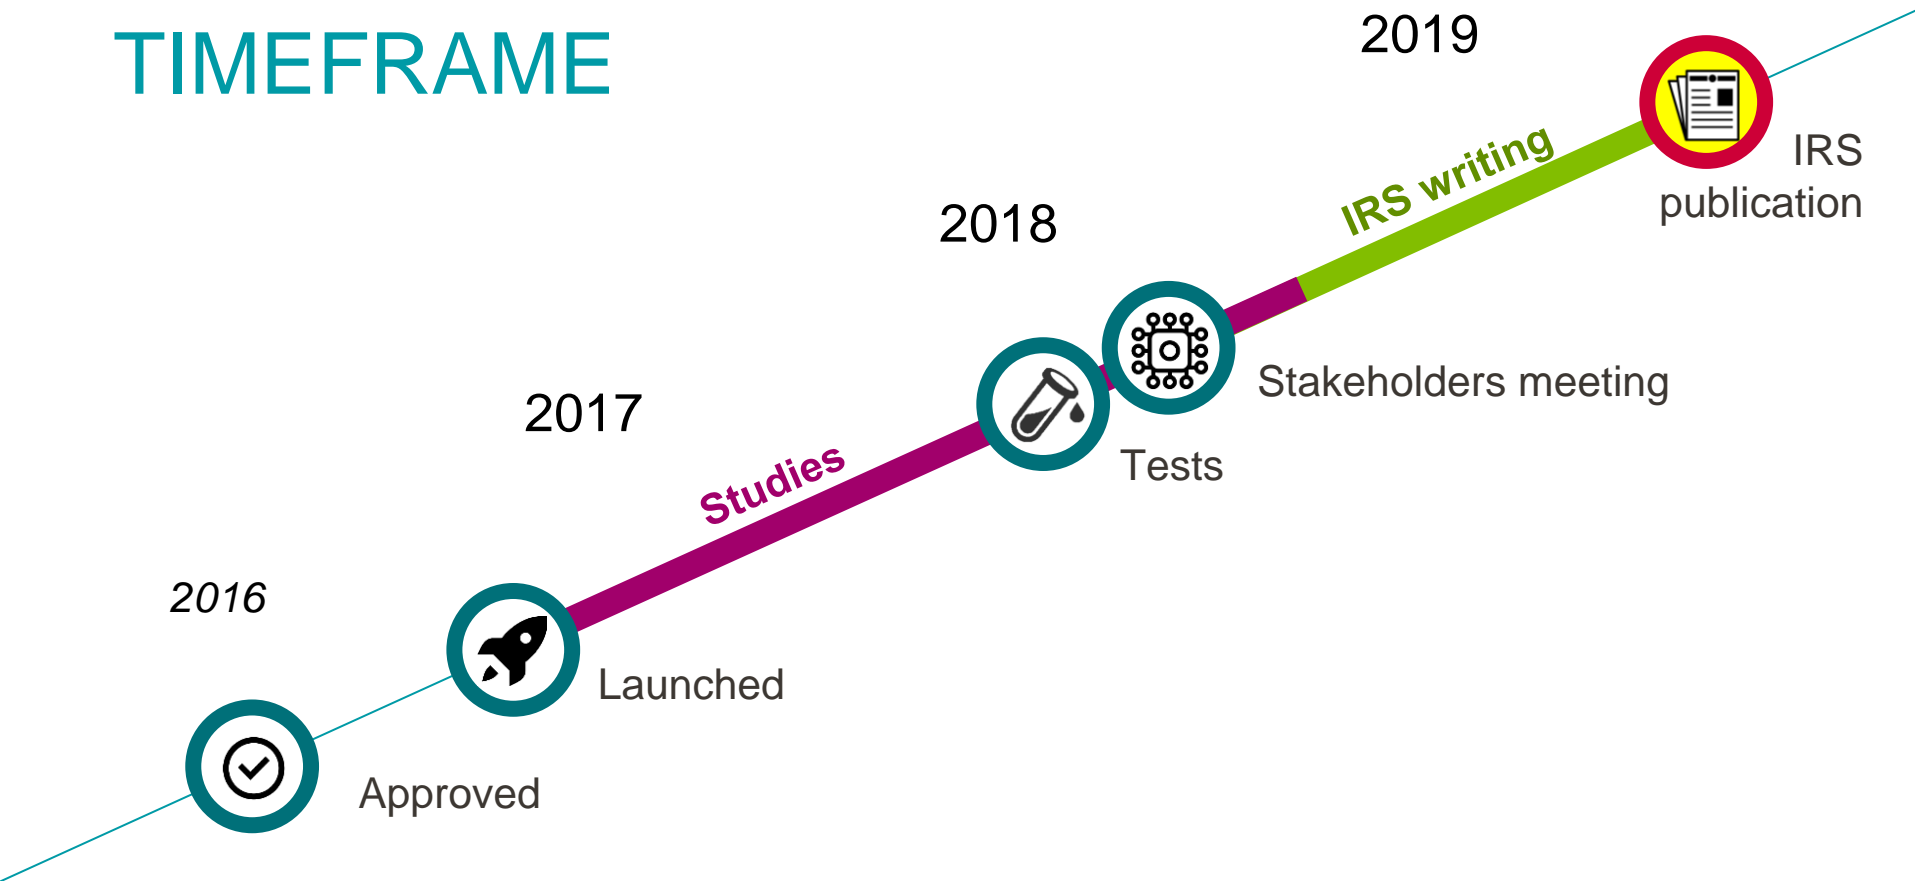 TIMEFRAME
2019
IRS
publication
IRS writing
2018
Stakeholders meeting
2017
Tests
Studies
2016
Launched
Approved